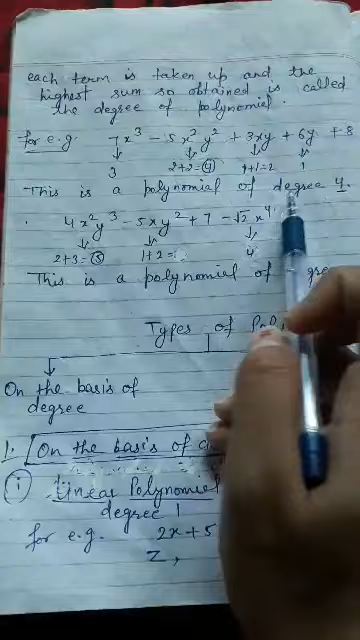 each term is taken up and the
highest sum so obtained is called
the degree of polynomial.
for e.g 7x³ - 5x²y² + 3xy + 6y + 8
3 2+2=4 1+1=2 1
This is a polynomial of degree 4.
4x²y³ - 5xy² + 7 - √2x⁴
2+3=5 1+2= 4
This is a polynomial of
Types of
On the basis of
degree
1. On the basis of
(i) Linear Polynomial
degree 1
for e.g. 2x+5
z,